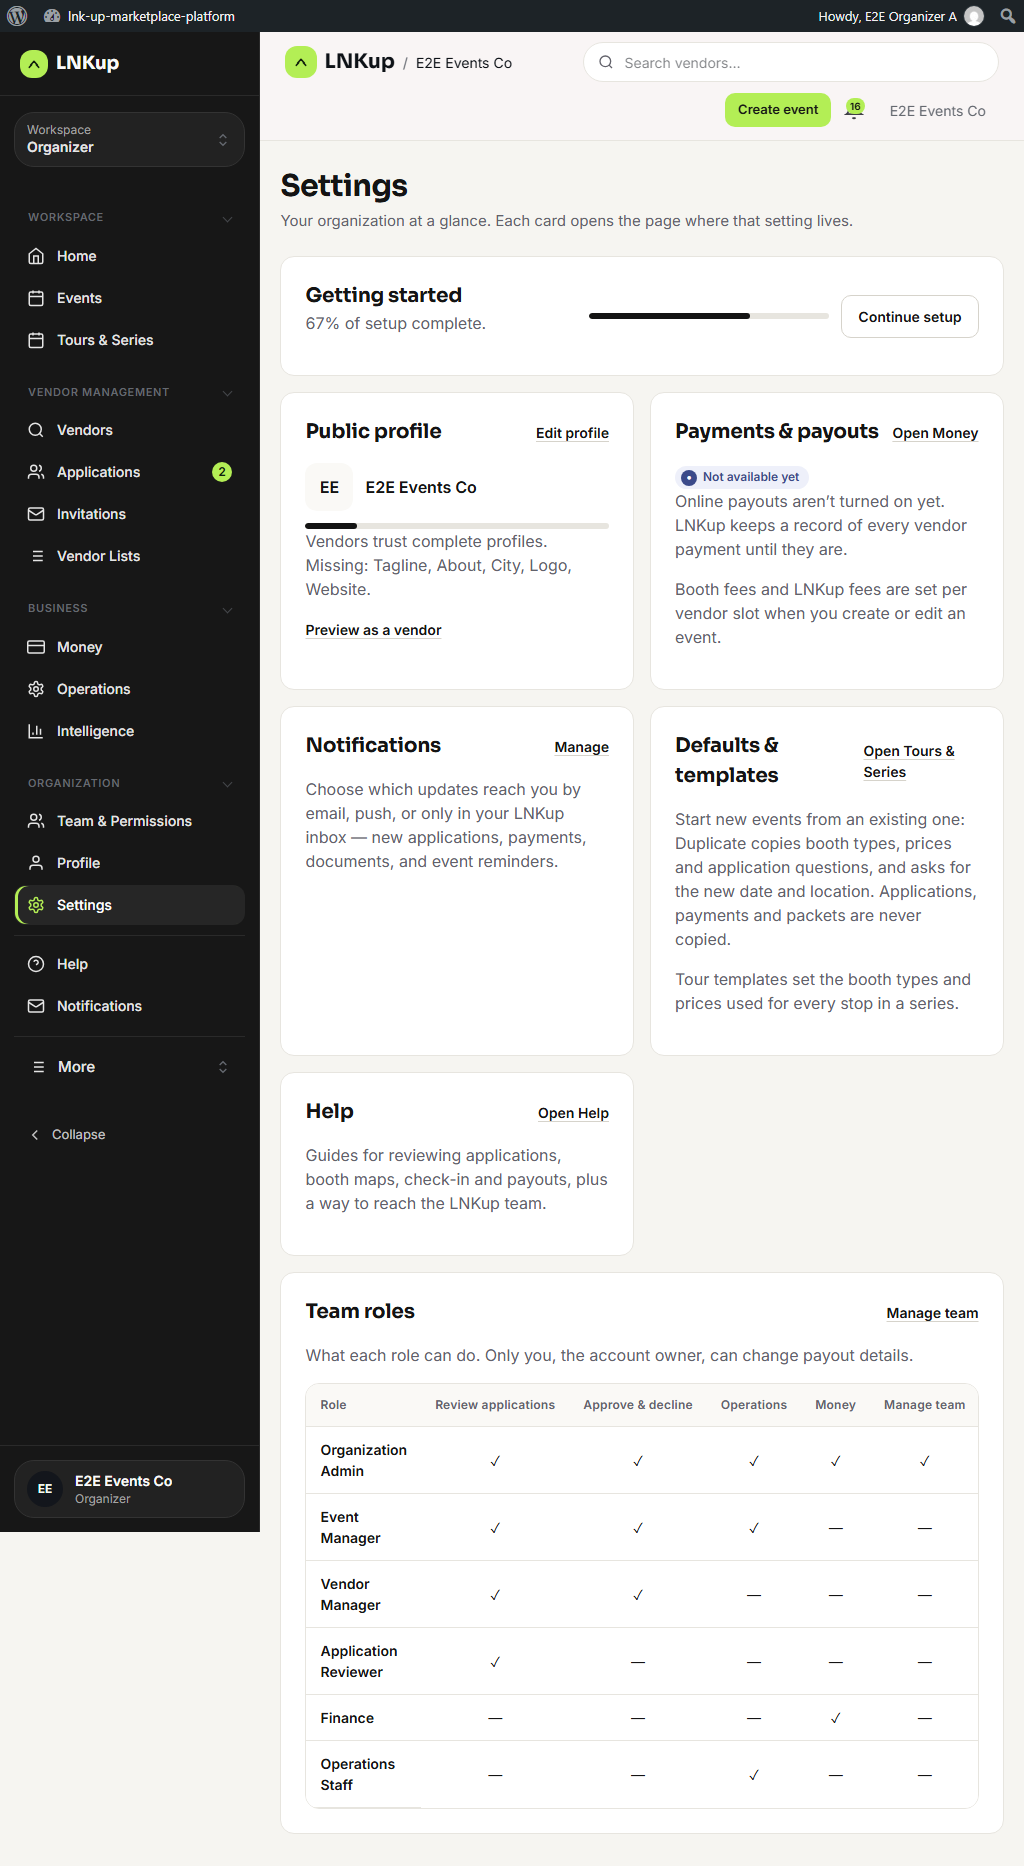 lnk-up-marketplace-platform
Howdy, E2E Organizer A
LNKup
Workspace
Organizer
WORKSPACE
Home
Events
Tours & Series
VENDOR MANAGEMENT
Vendors
Applications
2
Invitations
Vendor Lists
BUSINESS
Money
Operations
Intelligence
ORGANIZATION
Team & Permissions
Profile
Settings
Help
Notifications
More
Collapse
EE
E2E Events Co
Organizer
LNKup / E2E Events Co
Search vendors...
Create event
16
E2E Events Co
Settings
Your organization at a glance. Each card opens the page where that setting lives.
Getting started
67% of setup complete.
Continue setup
Public profile
Edit profile
EE
E2E Events Co
Vendors trust complete profiles.
Missing: Tagline, About, City, Logo,
Website.
Preview as a vendor
Payments & payouts
Open Money
Not available yet
Online payouts aren’t turned on yet.
LNKup keeps a record of every vendor
payment until they are.
Booth fees and LNKup fees are set per
vendor slot when you create or edit an
event.
Notifications
Manage
Choose which updates reach you by
email, push, or only in your LNKup
inbox — new applications, payments,
documents, and event reminders.
Defaults &
templates
Open Tours &
Series
Start new events from an existing one:
Duplicate copies booth types, prices
and application questions, and asks for
the new date and location. Applications,
payments and packets are never
copied.
Tour templates set the booth types and
prices used for every stop in a series.
Help
Open Help
Guides for reviewing applications,
booth maps, check-in and payouts, plus
a way to reach the LNKup team.
Team roles
Manage team
What each role can do. Only you, the account owner, can change payout details.
Role Review applications Approve & decline Operations Money Manage team
Organization
Admin
✓ ✓ ✓ ✓ ✓
Event
Manager
✓ ✓ ✓ — —
Vendor
Manager
✓ ✓ — — —
Application
Reviewer
✓ — — — —
Finance — — — ✓ —
Operations
Staff
— — ✓ — —